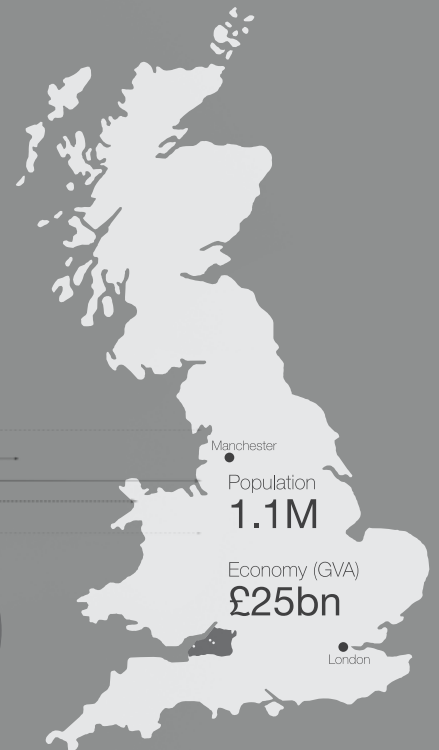 Manchester
Population
1.1M
Economy (GVA)
£25bn
London